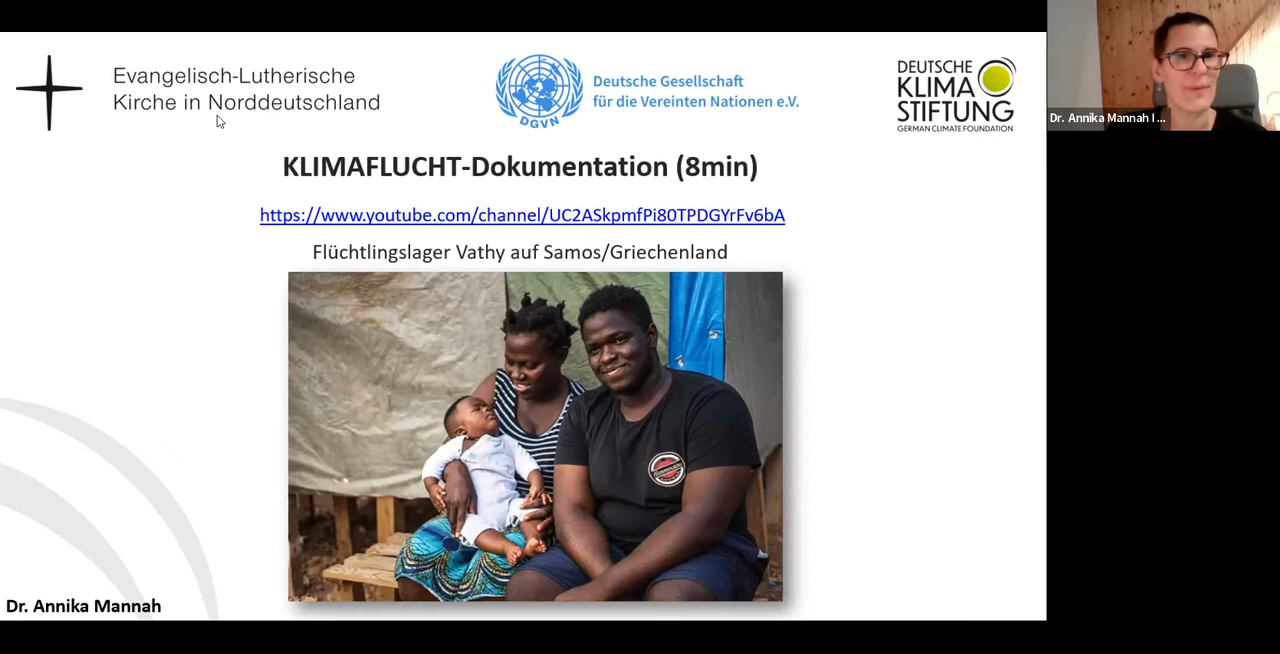 Evangelisch-Lutherische
Kirche in Norddeutschland
DGVN
Deutsche Gesellschaft
für die Vereinten Nationen e.V.
DEUTSCHE
KLIMA
STIFTUNG
GERMAN CLIMATE FOUNDATION
Dr. Annika Mannah I ...
KLIMAFLUCHT-Dokumentation (8min)
https://www.youtube.com/channel/UC2ASkpmfPi80TPDGYrFv6bA
Flüchtlingslager Vathy auf Samos/Griechenland
Dr. Annika Mannah